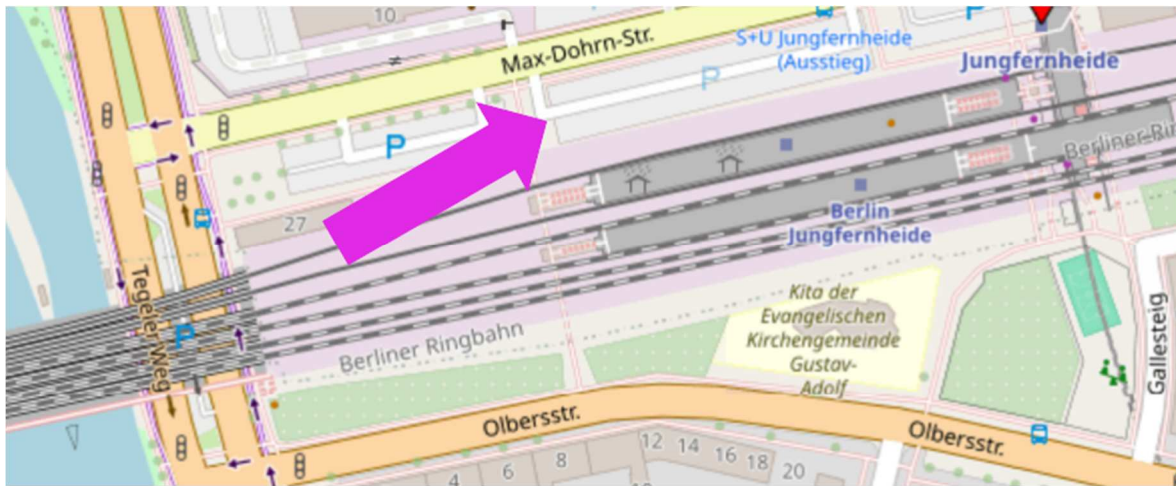 10
Max-Dohrn-Str.
S+U Jungfernheide
(Ausstieg)
P
Jungfernheide
P
P
27
Berliner
Berlin
Jungfernheide
Tegeler Weg
P
Berliner Ringbahn
Kita der
Evangelischen
Kirchengemeinde
Gustav-
Adolf
Gallesteig
Olbersstr.
Olbersstr.
12
14
16
18
20
4
6
8